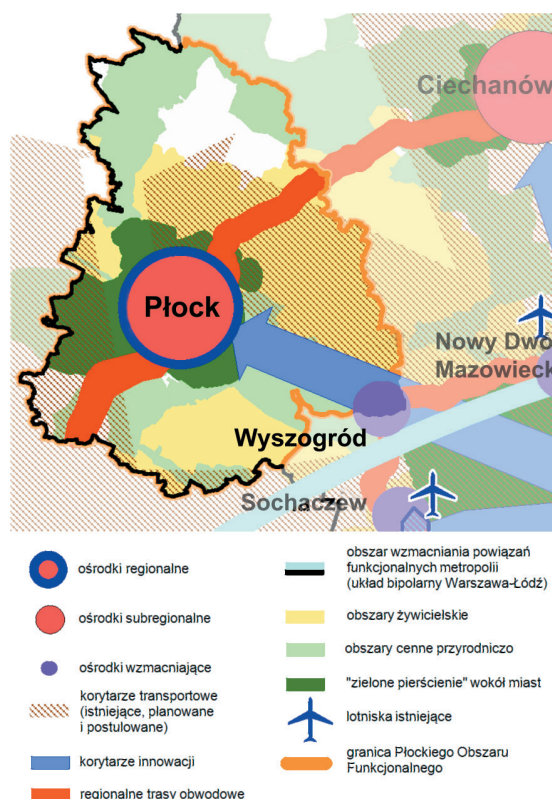 Ciechanów
Płock
Nowy Dwó
Mazowieck
Wyszogród
Sochaczew
ośrodki regionalne
ośrodki subregionalne
ośrodki wzmacniające
korytarze transportowe
(istniejące, planowane
i postulowane)
korytarze innowacji
regionalne trasy obwodowe
obszar wzmacniania powiązań
funkcjonalnych metropolii
(układ bipolarny Warszawa-Łódź)
obszary żywicielskie
obszary cenne przyrodniczo
"zielone pierścienie" wokół miast
lotniska istniejące
granica Płockiego Obszaru
Funkcjonalnego